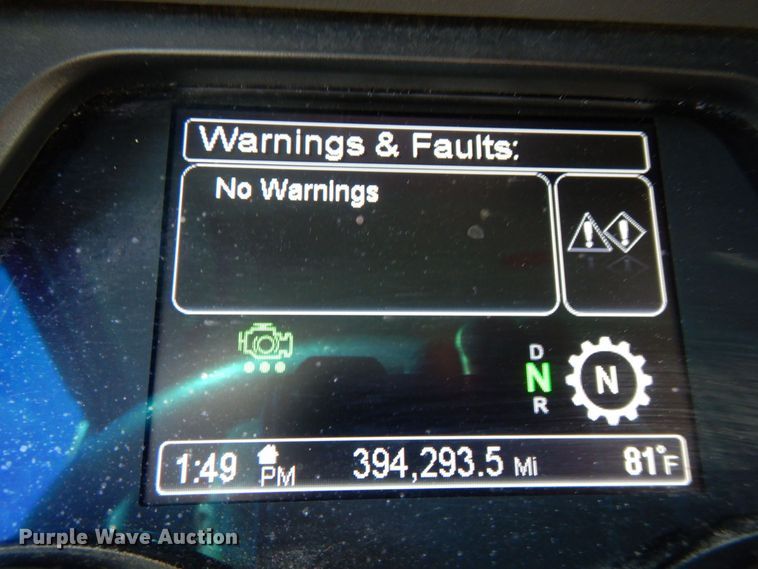 Warnings & Faults:
No Warnings
D
N
R
N
1:49 PM 394,293.5 Mi 81°F
Purple Wave Auction